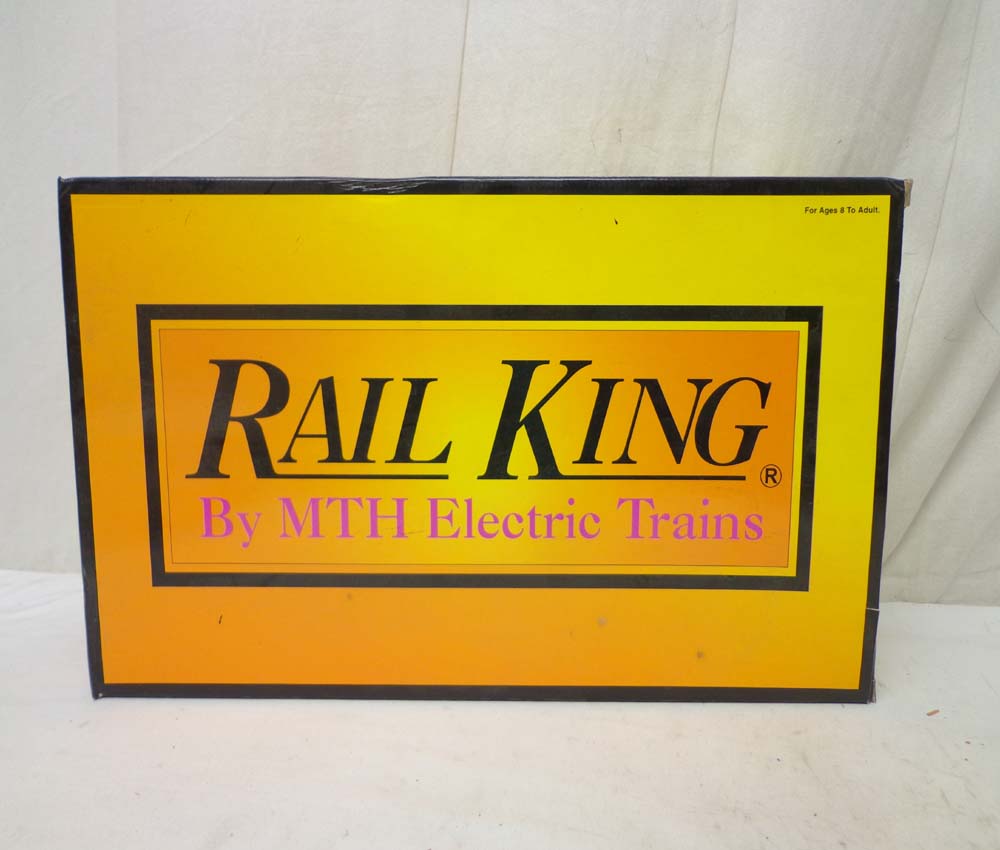 For Ages 8 To Adult.
RAIL KING ®
By MTH Electric Trains